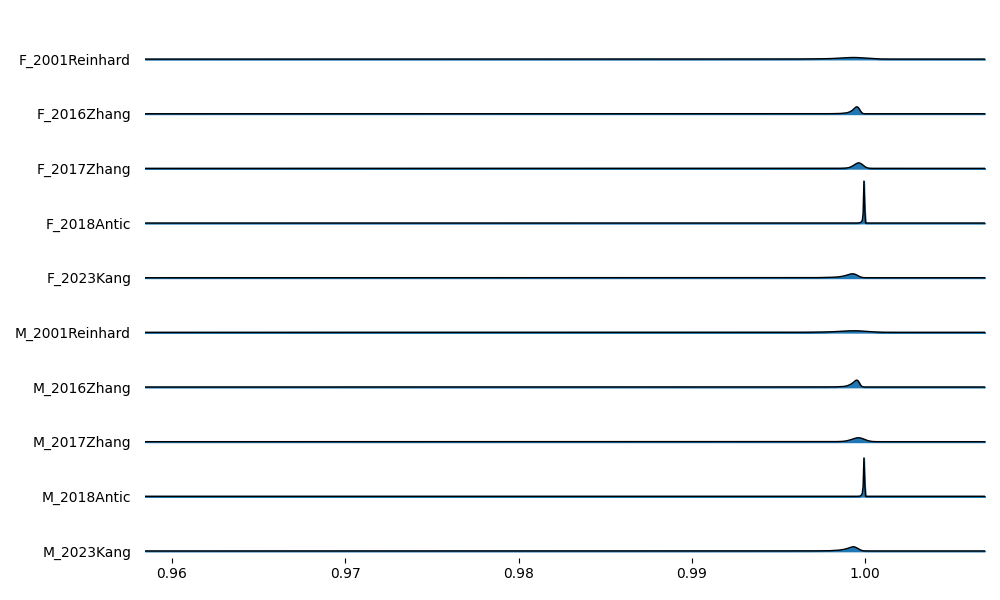 F_2001Reinhard
F_2016Zhang
F_2017Zhang
F_2018Antic
F_2023Kang
M_2001Reinhard
M_2016Zhang
M_2017Zhang
M_2018Antic
M_2023Kang
0.96 0.97 0.98 0.99 1.00